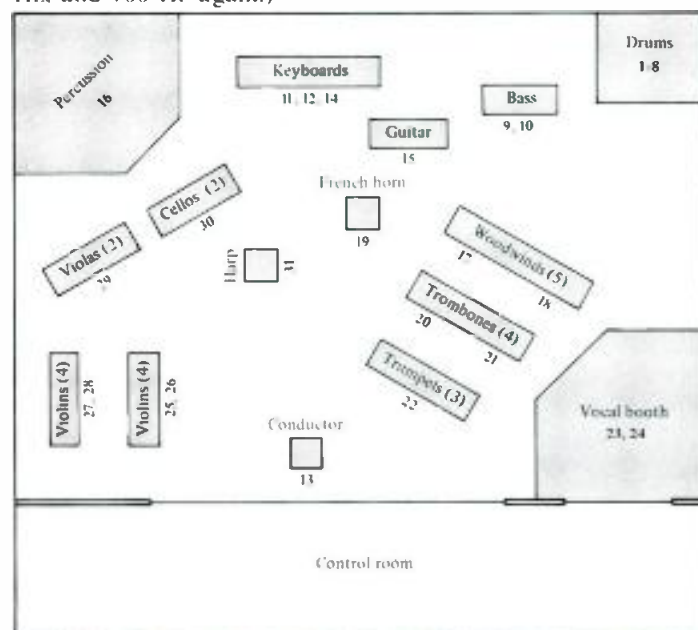 Percussion
16
Keyboards
11, 12, 14
Drums
1-8
Bass
9, 10
Guitar
15
French horn
19
Cellos (2)
30
Violas (2)
Harp
31
Woodwinds (5)
17
18
Trombones (4)
20
21
Trumpets (3)
22
Violins (4)
27, 28
Violins (4)
25, 26
Vocal booth
23, 24
Conductor
13
Control room